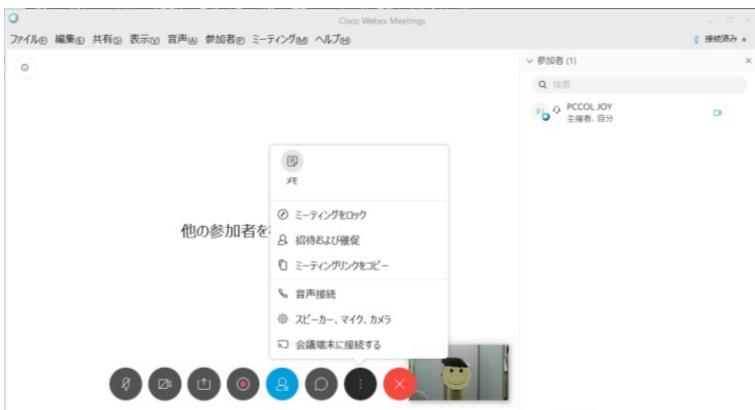 Cisco Webex Meetings
ファイル(F) 編集(E) 共有(S) 表示(V) 音声(A) 参加者(P) ミーティング(M) ヘルプ(H)
接続済み
参加者 (1)
検索
PCCOL JOY
主催者、自分
メモ
ミーティングをロック
他の参加者を
招待および催促
ミーティングリンクをコピー
音声接続
スピーカー、マイク、カメラ
会議端末に接続する